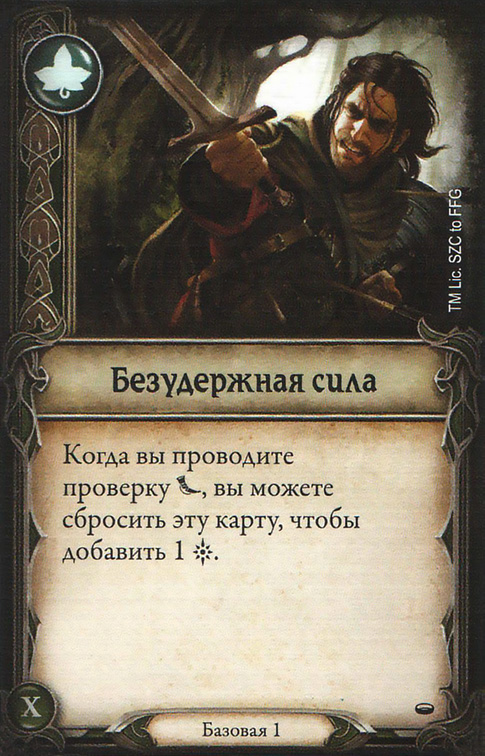 TM Lic. SZC to FFG
Безудержная сила
Когда вы проводите
проверку , вы можете
сбросить эту карту, чтобы
добавить 1 .
X
Базовая 1